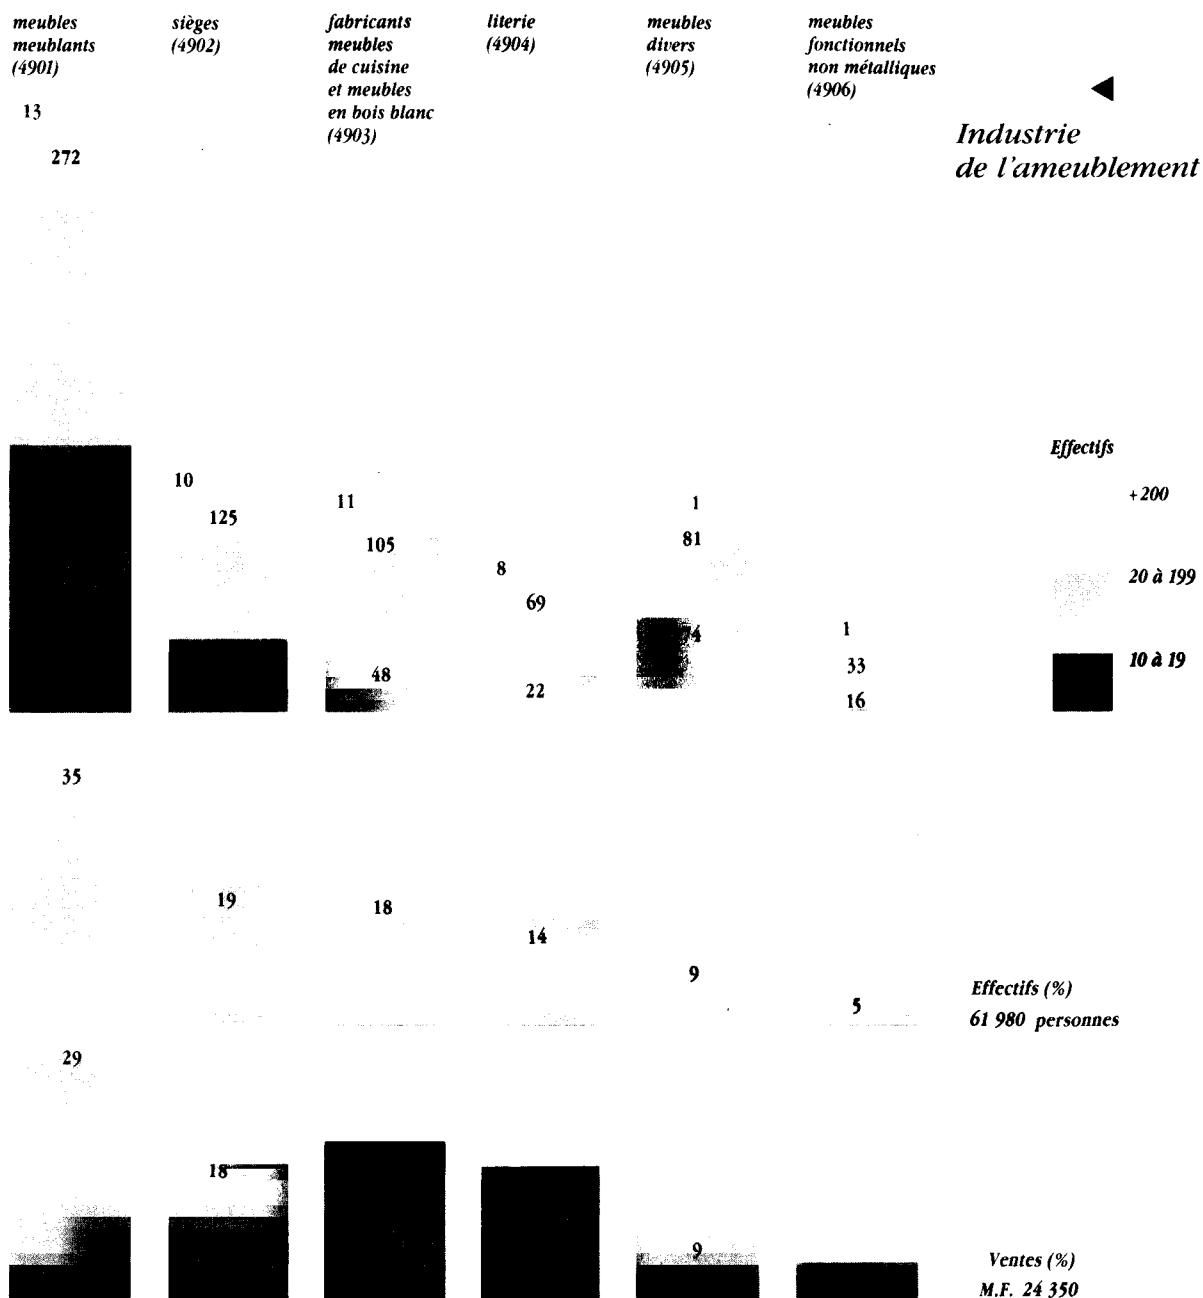 meubles
meublants
(4901)
sièges
(4902)
fabricants
meubles
de cuisine
et meubles
en bois blanc
(4903)
literie
(4904)
meubles
divers
(4905)
meubles
fonctionnels
non métalliques
(4906)
Industrie
de l'ameublement
13
272
10
125
11
105
48
8
69
22
1
81
1
33
16
Effectifs
+200
20 à 199
10 à 19
35
19
18
14
9
5
Effectifs (%)
61 980 personnes
29
18
9
Ventes (%)
M.F. 24 350